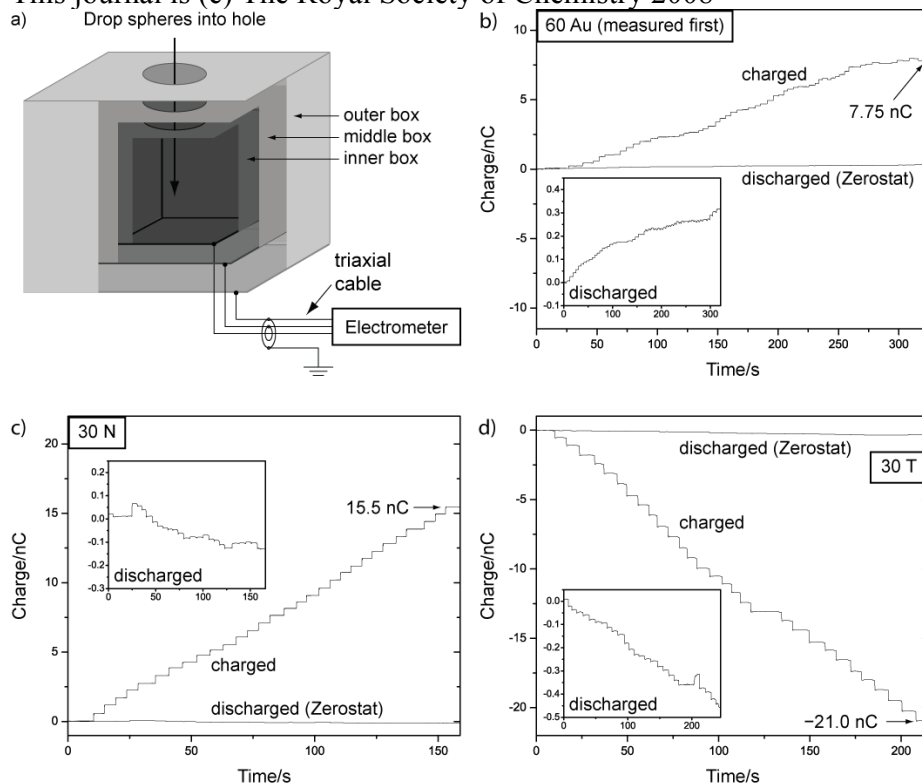 This journal is (c) The Royal Society of Chemistry 2008
a)
Drop spheres into hole
outer box
middle box
inner box
triaxial
cable
Electrometer
b)
60 Au (measured first)
10
5
0
-5
-10
Charge/nC
charged
7.75 nC
discharged (Zerostat)
0.4
0.3
0.2
0.1
0.0
-0.1
discharged
0 100 200 300
0 50 100 150 200 250 300
Time/s
c)
30 N
20
15
10
5
0
-5
Charge/nC
0.2
0.1
0.0
-0.1
-0.2
-0.3
discharged
0 50 100 150
15.5 nC
charged
discharged (Zerostat)
0 50 100 150
Time/s
d)
0
-5
-10
-15
-20
Charge/nC
discharged (Zerostat)
30 T
charged
0.0
-0.1
-0.2
-0.3
-0.4
-0.5
discharged
0 100 200
−21.0 nC
0 50 100 150 200
Time/s